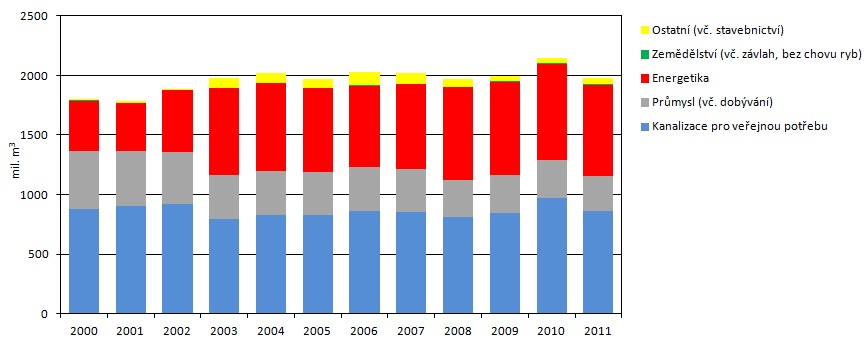 2500
2000
1500
1000
500
0
mil. m³
2000 2001 2002 2003 2004 2005 2006 2007 2008 2009 2010 2011
Ostatní (vč. stavebnictví)
Zemědělství (vč. závlah, bez chovu ryb)
Energetika
Průmysl (vč. dobývání)
Kanalizace pro veřejnou potřebu